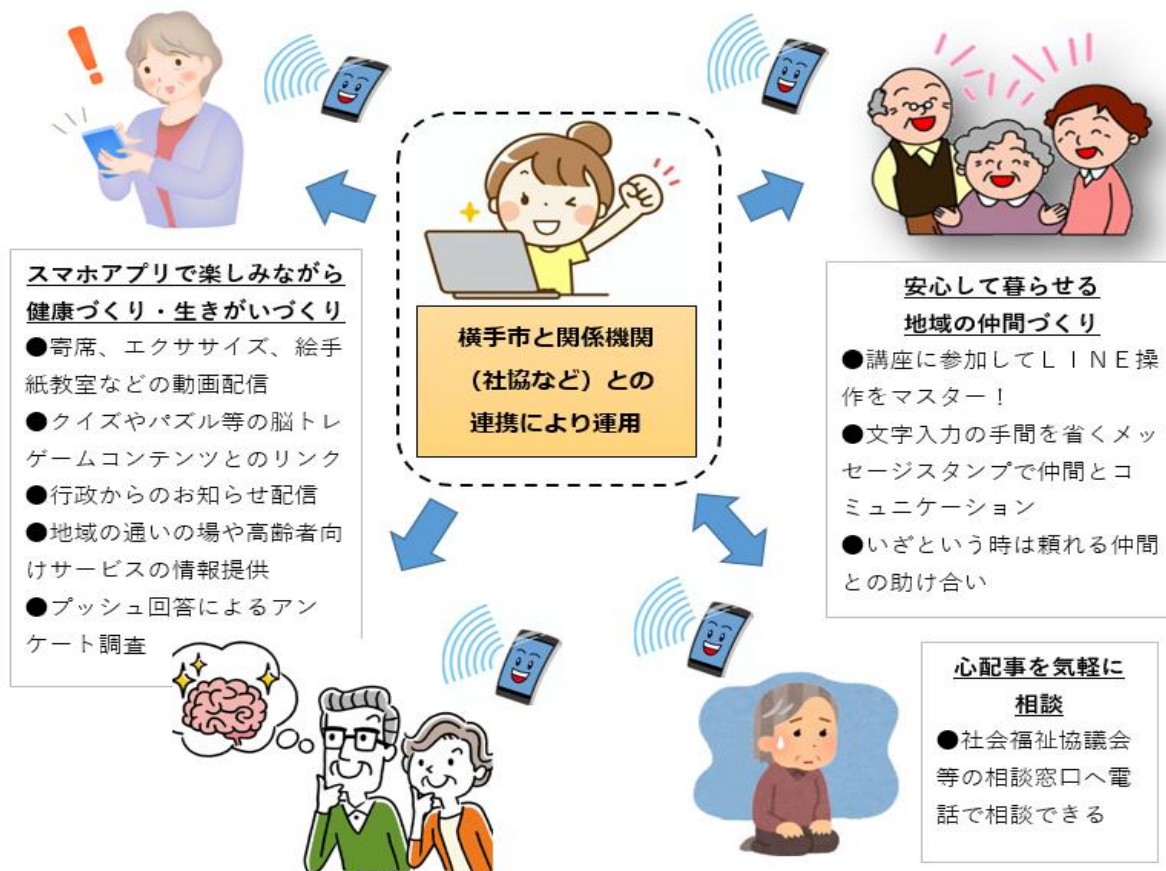 スマホアプリで楽しみながら
健康づくり・生きがいづくり
●寄席、エクササイズ、絵手
紙教室などの動画配信
●クイズやパズル等の脳トレ
ゲームコンテンツとのリンク
●行政からのお知らせ配信
●地域の通いの場や高齢者向
けサービスの情報提供
●プッシュ回答によるアン
ケート調査
横手市と関係機関
（社協など）との
連携により運用
安心して暮らせる
地域の仲間づくり
●講座に参加してＬＩＮＥ操
作をマスター！
●文字入力の手間を省くメッ
セージスタンプで仲間とコ
ミュニケーション
●いざという時は頼れる仲間
との助け合い
心配事を気軽に
相談
●社会福祉協議会
等の相談窓口へ電
話で相談できる